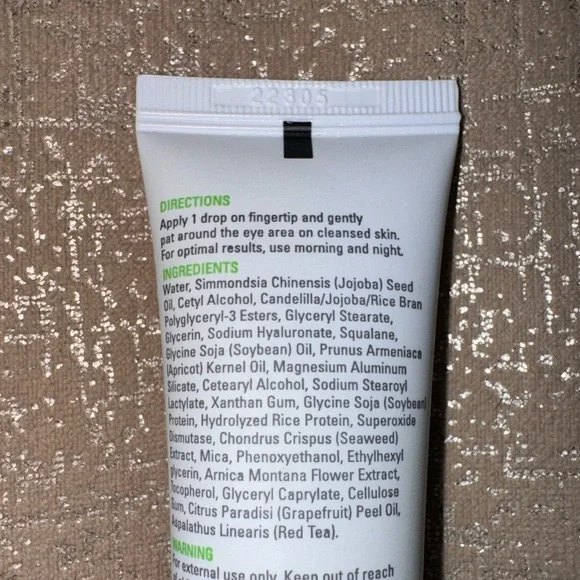 22305
DIRECTIONS
Apply 1 drop on fingertip and gently
pat around the eye area on cleansed skin.
For optimal results, use morning and night.
INGREDIENTS
Water, Simmondsia Chinensis (Jojoba) Seed
Oil, Cetyl Alcohol, Candelilla/Jojoba/Rice Bran
Polyglyceryl-3 Esters, Glyceryl Stearate,
Glycerin, Sodium Hyaluronate, Squalane,
Glycine Soja (Soybean) Oil, Prunus Armeniaca
(Apricot) Kernel Oil, Magnesium Aluminum
Silicate, Cetearyl Alcohol, Sodium Stearoyl
Lactylate, Xanthan Gum, Glycine Soja (Soybean)
Protein, Hydrolyzed Rice Protein, Superoxide
Dismutase, Chondrus Crispus (Seaweed)
Extract, Mica, Phenoxyethanol, Ethylhexyl
glycerin, Arnica Montana Flower Extract,
Tocopherol, Glyceryl Caprylate, Cellulose
Gum, Citrus Paradisi (Grapefruit) Peel Oil,
Aspalathus Linearis (Red Tea).
WARNING
For external use only. Keep out of reach